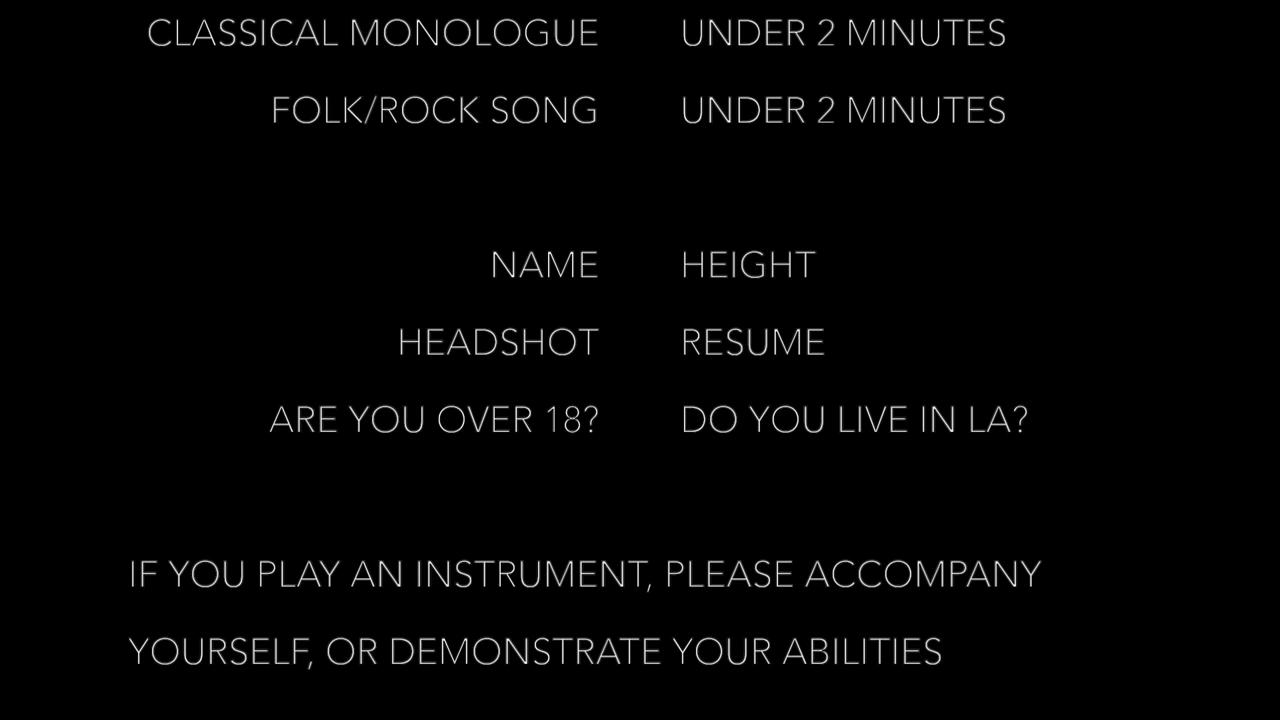 CLASSICAL MONOLOGUE UNDER 2 MINUTES
FOLK/ROCK SONG UNDER 2 MINUTES
NAME HEIGHT
HEADSHOT RESUME
ARE YOU OVER 18? DO YOU LIVE IN LA?
IF YOU PLAY AN INSTRUMENT, PLEASE ACCOMPANY
YOURSELF, OR DEMONSTRATE YOUR ABILITIES